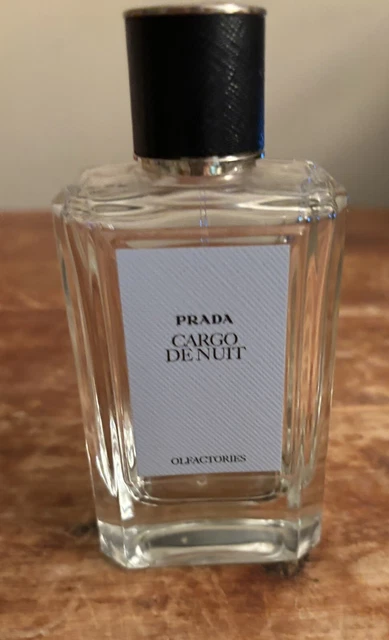 PRADA
CARGO
DE NUIT
OLFACTORIES